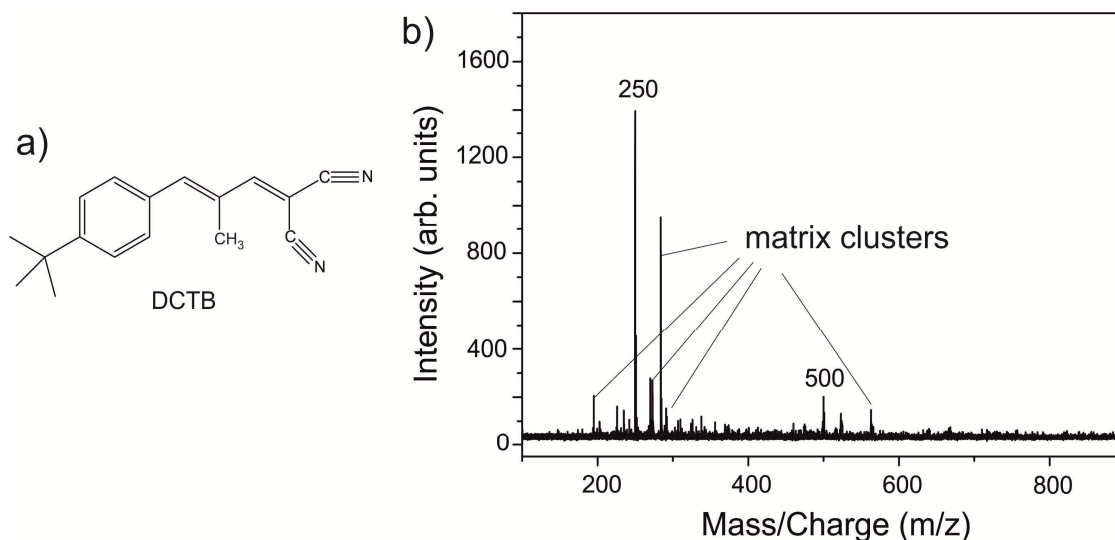 a)
C
N
CH₃
C
N
DCTB
b)
Intensity (arb. units)
1600
1200
800
400
0
250
matrix clusters
500
200
400
600
800
Mass/Charge (m/z)